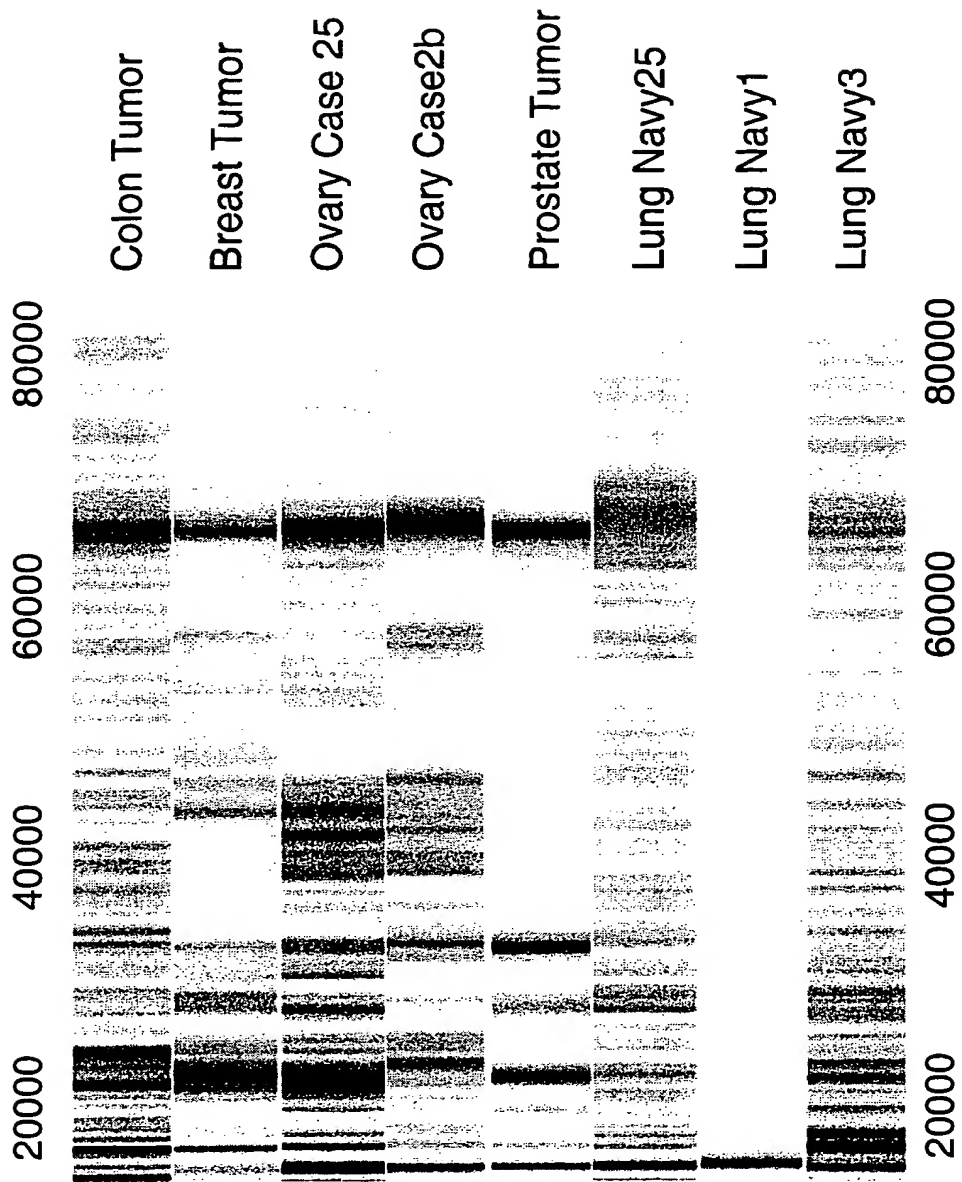 80000
60000
40000
20000
Colon Tumor
Breast Tumor
Ovary Case 25
Ovary Case2b
Prostate Tumor
Lung Navy25
Lung Navy1
Lung Navy3
80000
60000
40000
20000